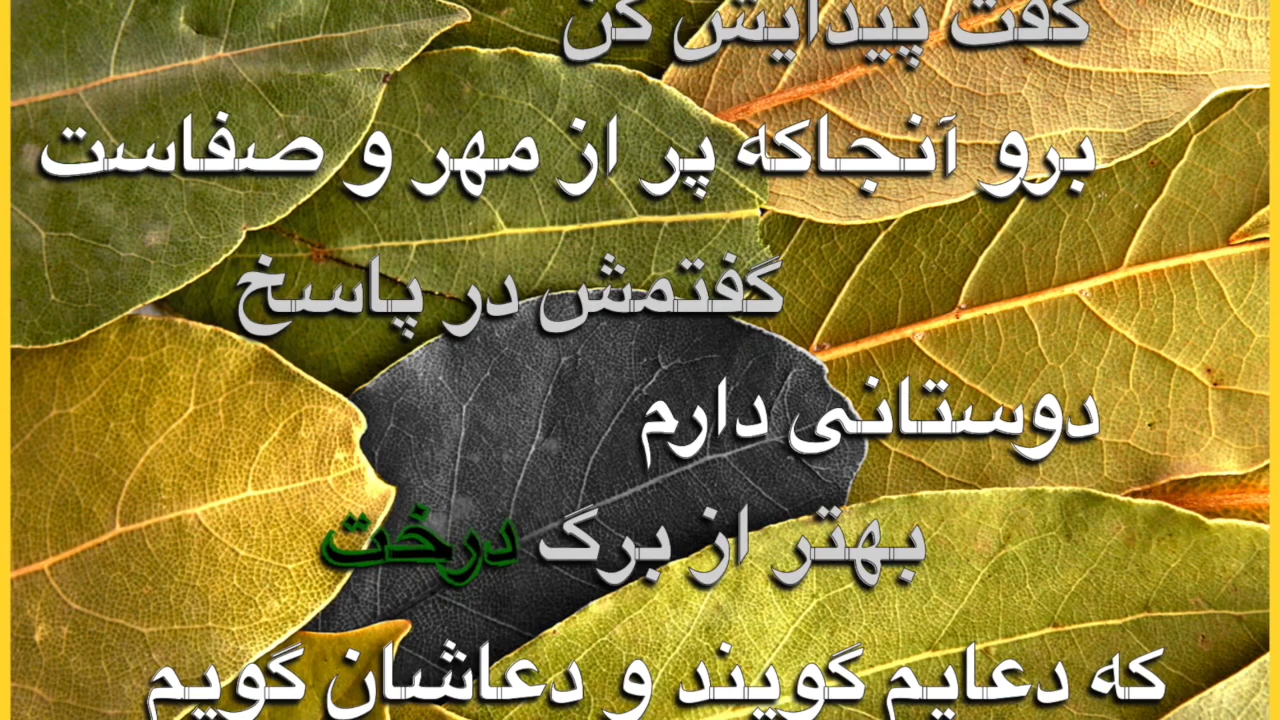 گفت پیدایش کن
برو آنجاکه پر از مهر و صفاست
گفتمش در پاسخ
دوستانی دارم
بهتر از برگ درخت
که دعایم گویند و دعاشان گویم